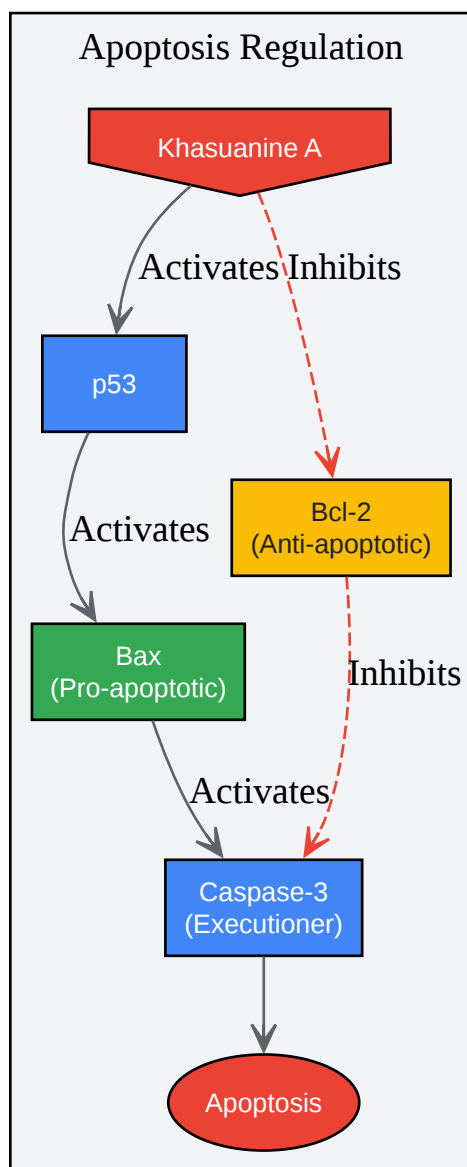 Apoptosis Regulation
Khasuanine A
Activates Inhibits
p53
Bcl-2
(Anti-apoptotic)
Activates
Bax
(Pro-apoptotic)
Inhibits
Activates
Caspase-3
(Executioner)
Apoptosis